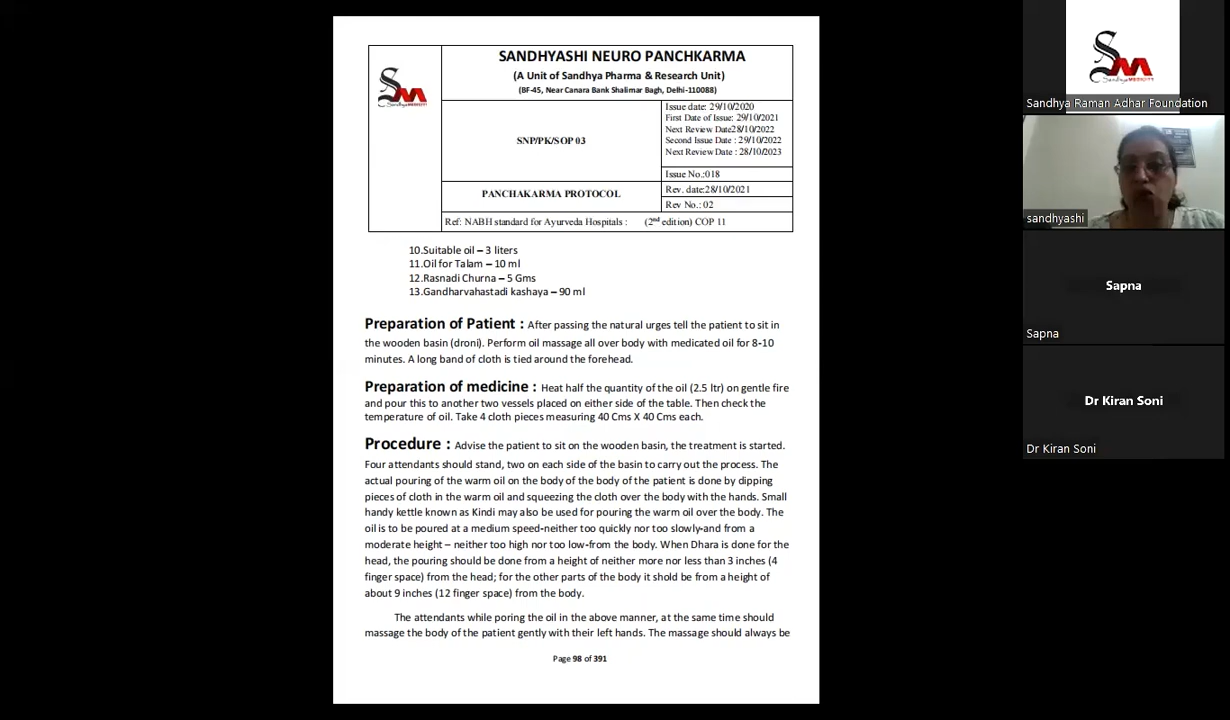 SANDHYASHI NEURO PANCHKARMA
(A Unit of Sandhya Pharma & Research Unit)
(BF-45, Near Canara Bank Shalimar Bagh, Delhi-110088)
SM
SNP/PK/SOP 03
Issue date: 29/10/2020
First Date of Issue: 29/10/2021
Next Review Date28/10/2022
Second Issue Date : 29/10/2022
Next Review Date : 28/10/2023
Issue No.:018
PANCHAKARMA PROTOCOL
Rev. date:28/10/2021
Rev No.: 02
Ref: NABH standard for Ayurveda Hospitals : (2nd edition) COP 11
10.Suitable oil – 3 liters
11.Oil for Talam – 10 ml
12.Rasnadi Churna – 5 Gms
13.Gandharvahastadi kashaya – 90 ml
Preparation of Patient : After passing the natural urges tell the patient to sit in
the wooden basin (droni). Perform oil massage all over body with medicated oil for 8-10
minutes. A long band of cloth is tied around the forehead.
Preparation of medicine : Heat half the quantity of the oil (2.5 ltr) on gentle fire
and pour this to another two vessels placed on either side of the table. Then check the
temperature of oil. Take 4 cloth pieces measuring 40 Cms X 40 Cms each.
Procedure : Advise the patient to sit on the wooden basin, the treatment is started.
Four attendants should stand, two on each side of the basin to carry out the process. The
actual pouring of the warm oil on the body of the body of the patient is done by dipping
pieces of cloth in the warm oil and squeezing the cloth over the body with the hands. Small
handy kettle known as Kindi may also be used for pouring the warm oil over the body. The
oil is to be poured at a medium speed-neither too quickly nor too slowly-and from a
moderate height – neither too high nor too low-from the body. When Dhara is done for the
head, the pouring should be done from a height of neither more nor less than 3 inches (4
finger space) from the head; for the other parts of the body it shold be from a height of
about 9 inches (12 finger space) from the body.
The attendants while poring the oil in the above manner, at the same time should
massage the body of the patient gently with their left hands. The massage should always be
Page 98 of 391
SM
Sandhya Raman Adhar Foundation
sandhyashi
Sapna
Sapna
Dr Kiran Soni
Dr Kiran Soni